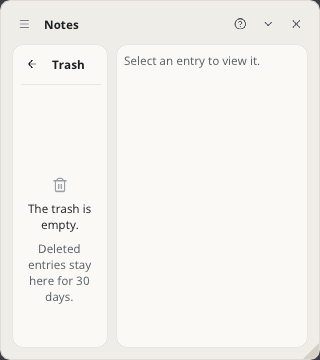 Notes
Trash
Select an entry to view it.
The trash is
empty.
Deleted
entries stay
here for 30
days.